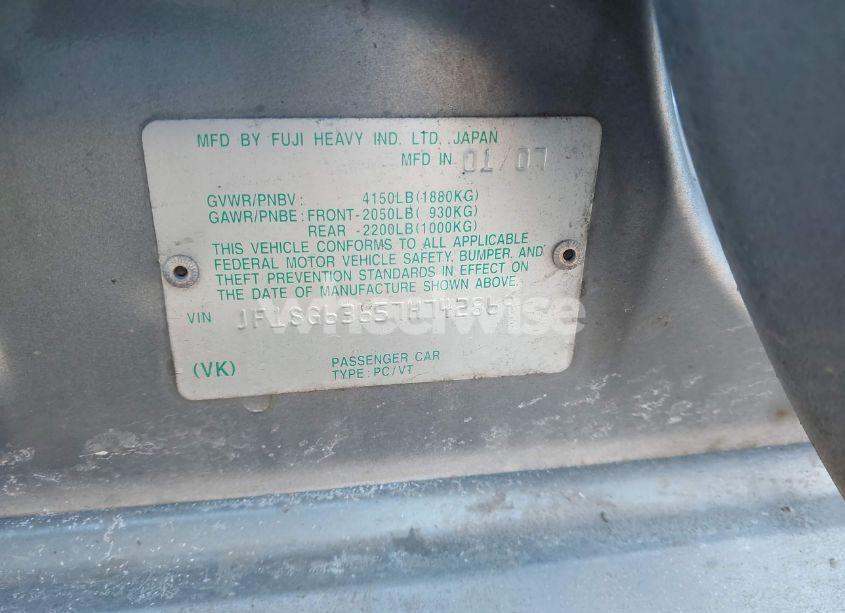 MFD BY FUJI HEAVY IND. LTD. JAPAN
MFD IN 01/07
GVWR/PNBV: 4150LB(1880KG)
GAWR/PNBE: FRONT-2050LB( 930KG)
REAR -2200LB(1000KG)
THIS VEHICLE CONFORMS TO ALL APPLICABLE
FEDERAL MOTOR VEHICLE SAFETY, BUMPER, AND
THEFT PREVENTION STANDARDS IN EFFECT ON
THE DATE OF MANUFACTURE SHOWN ABOVE.
VIN
wheelwise
(VK) PASSENGER CAR
TYPE:PC/VT